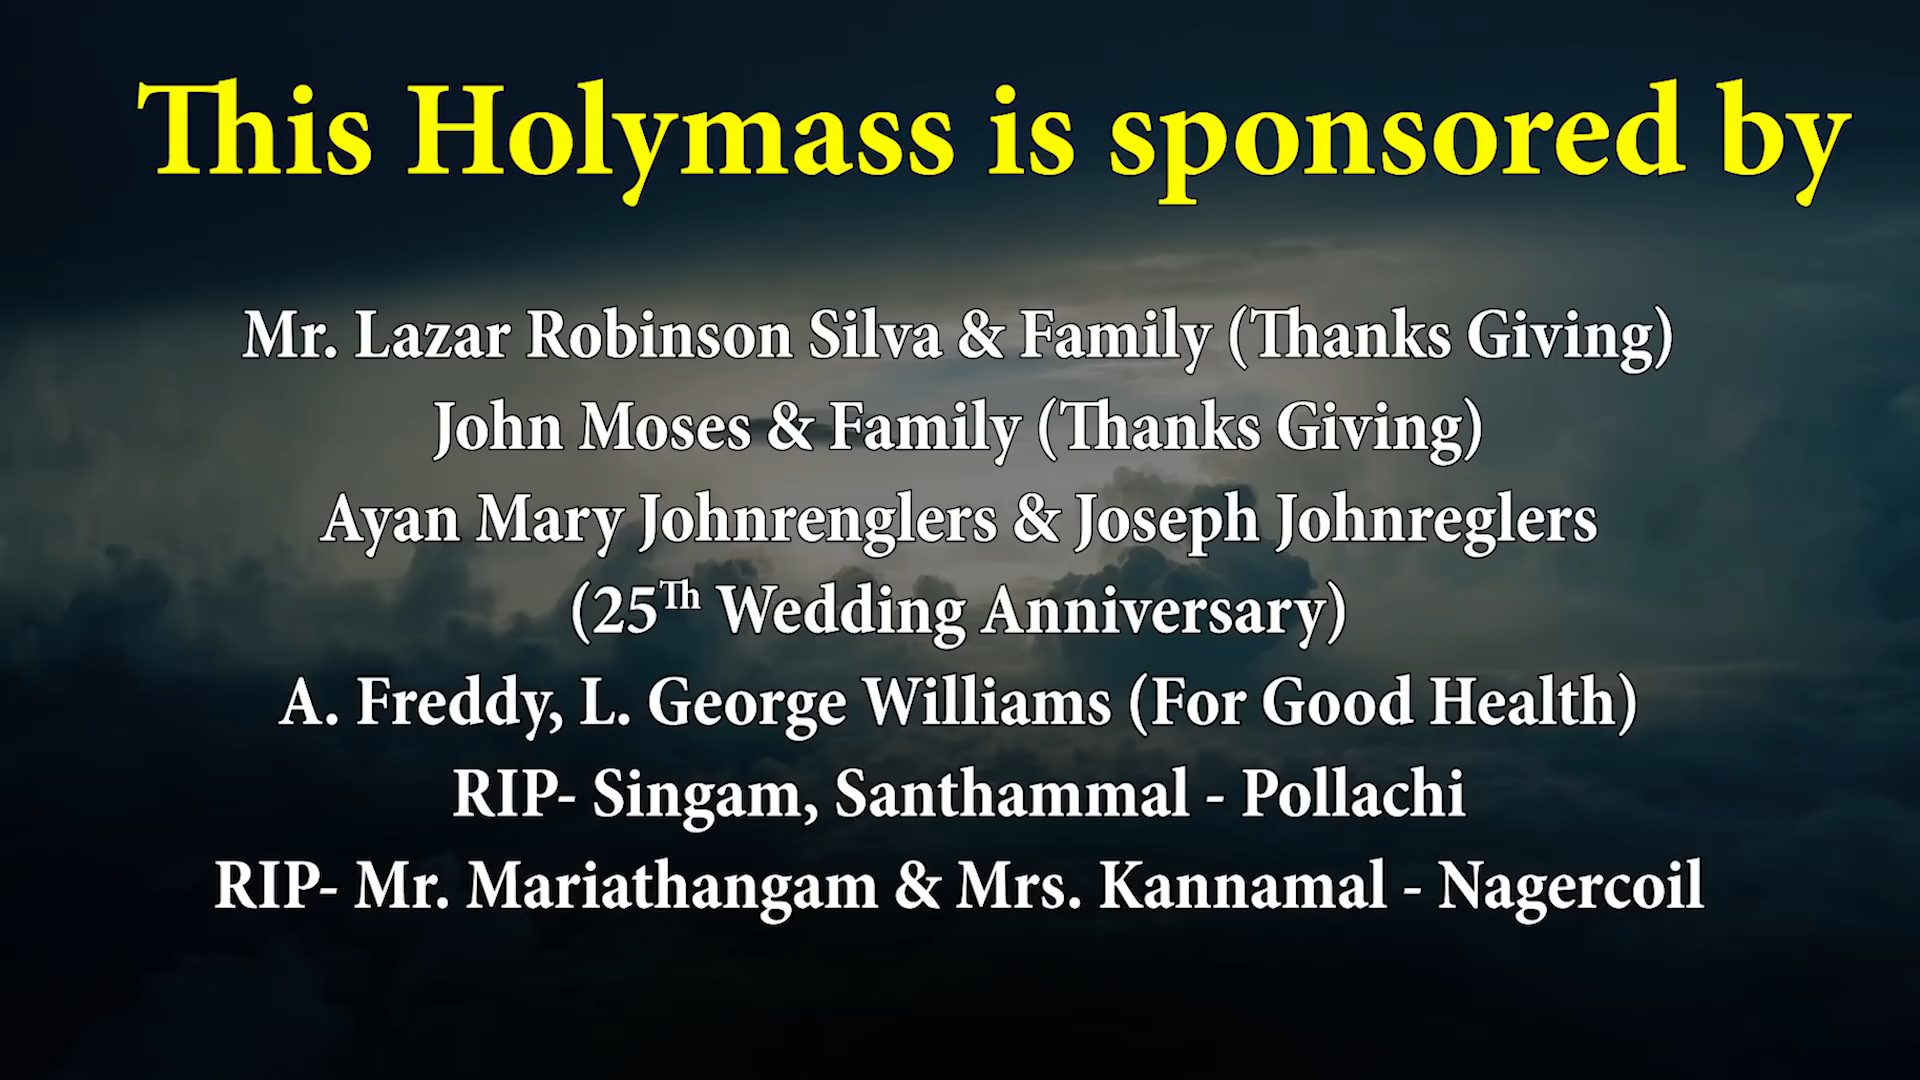 This Holymass is sponsored by
Mr. Lazar Robinson Silva & Family (Thanks Giving)
John Moses & Family (Thanks Giving)
Ayan Mary Johnrenglers & Joseph Johnreglers
(25Th Wedding Anniversary)
A. Freddy, L. George Williams (For Good Health)
RIP- Singam, Santhammal - Pollachi
RIP- Mr. Mariathangam & Mrs. Kannamal - Nagercoil